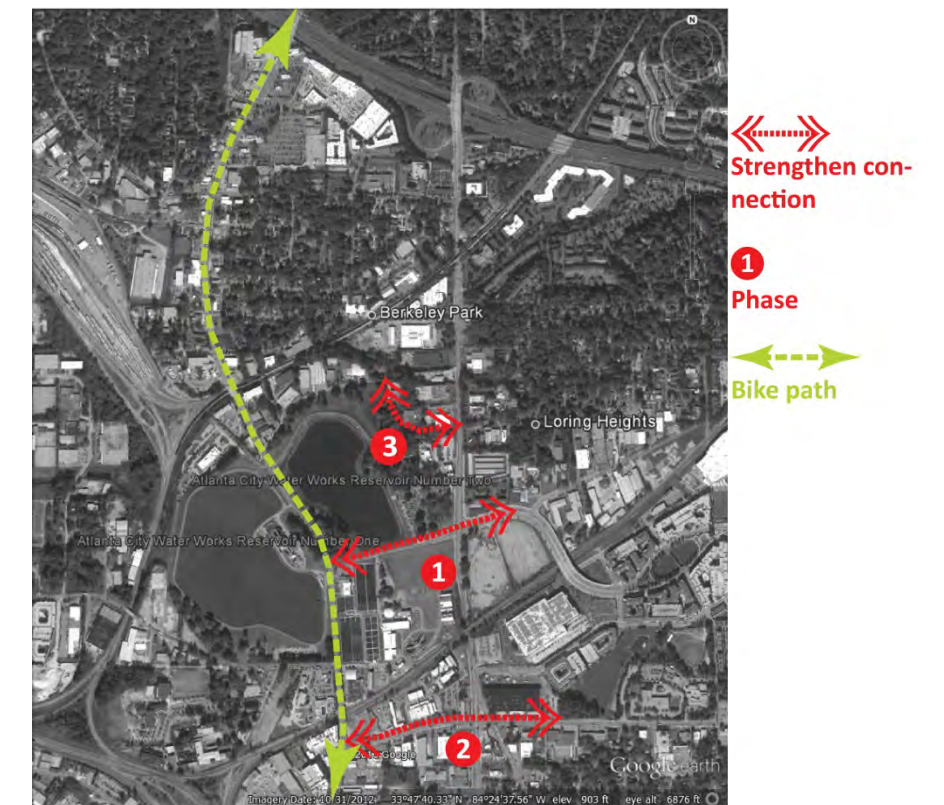 N
Strengthen con-
nection
1
Phase
Berkeley Park
Bike path
Loring Heights
3
Atlanta City Water Works Reservoir Number Two
Atlanta City Water Works Reservoir Number One
1
2
Google
Google earth
Imagery Date: 10/31/2012 33°47'40.33" N 84°24'37.56" W elev 903 ft eye alt 6876 ft